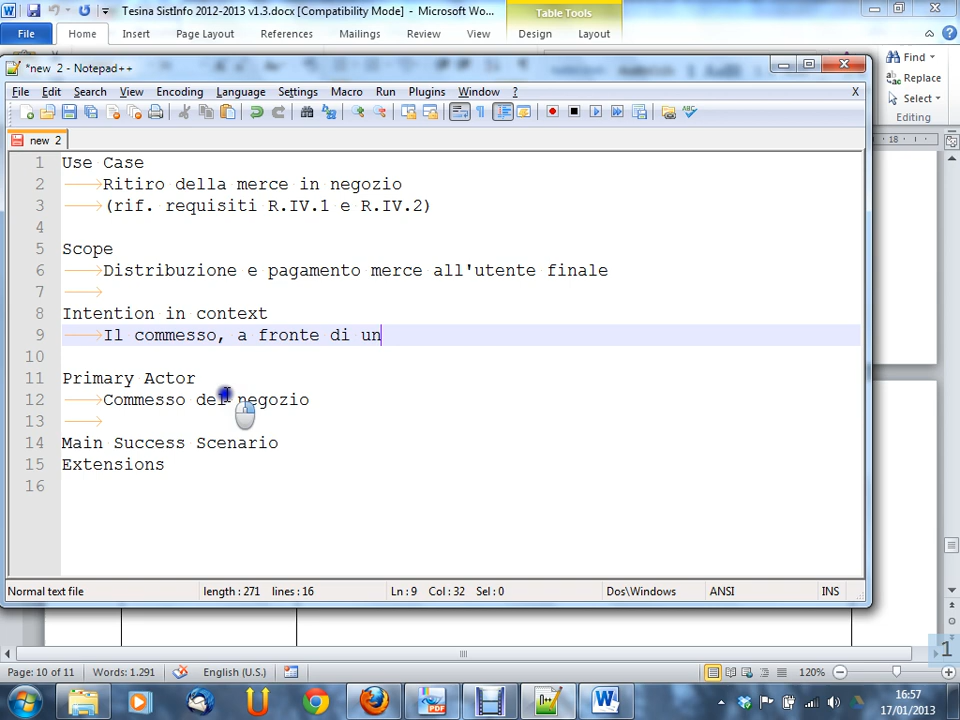 Tesina SistInfo 2012-2013 v1.3.docx [Compatibility Mode] - Microsoft Wo...
Table Tools
File Home Insert Page Layout References Mailings Review View Design Layout
*new 2 - Notepad++
Find
Replace
Select
Editing
File Edit Search View Encoding Language Settings Macro Run Plugins Window ? X
new 2
18
1 Use Case
2 Ritiro della merce in negozio
3 (rif. requisiti R.IV.1 e R.IV.2)
4
5 Scope
6 Distribuzione e pagamento merce all'utente finale
7
8 Intention in context
9 Il commesso, a fronte di un
10
11 Primary Actor
12 Commesso del negozio
13
14 Main Success Scenario
15 Extensions
16
Normal text file length : 271 lines : 16 Ln : 9 Col : 32 Sel : 0 Dos\Windows ANSI INS
1
Page: 10 of 11 Words: 1.291 English (U.S.) 120%
16:57
17/01/2013